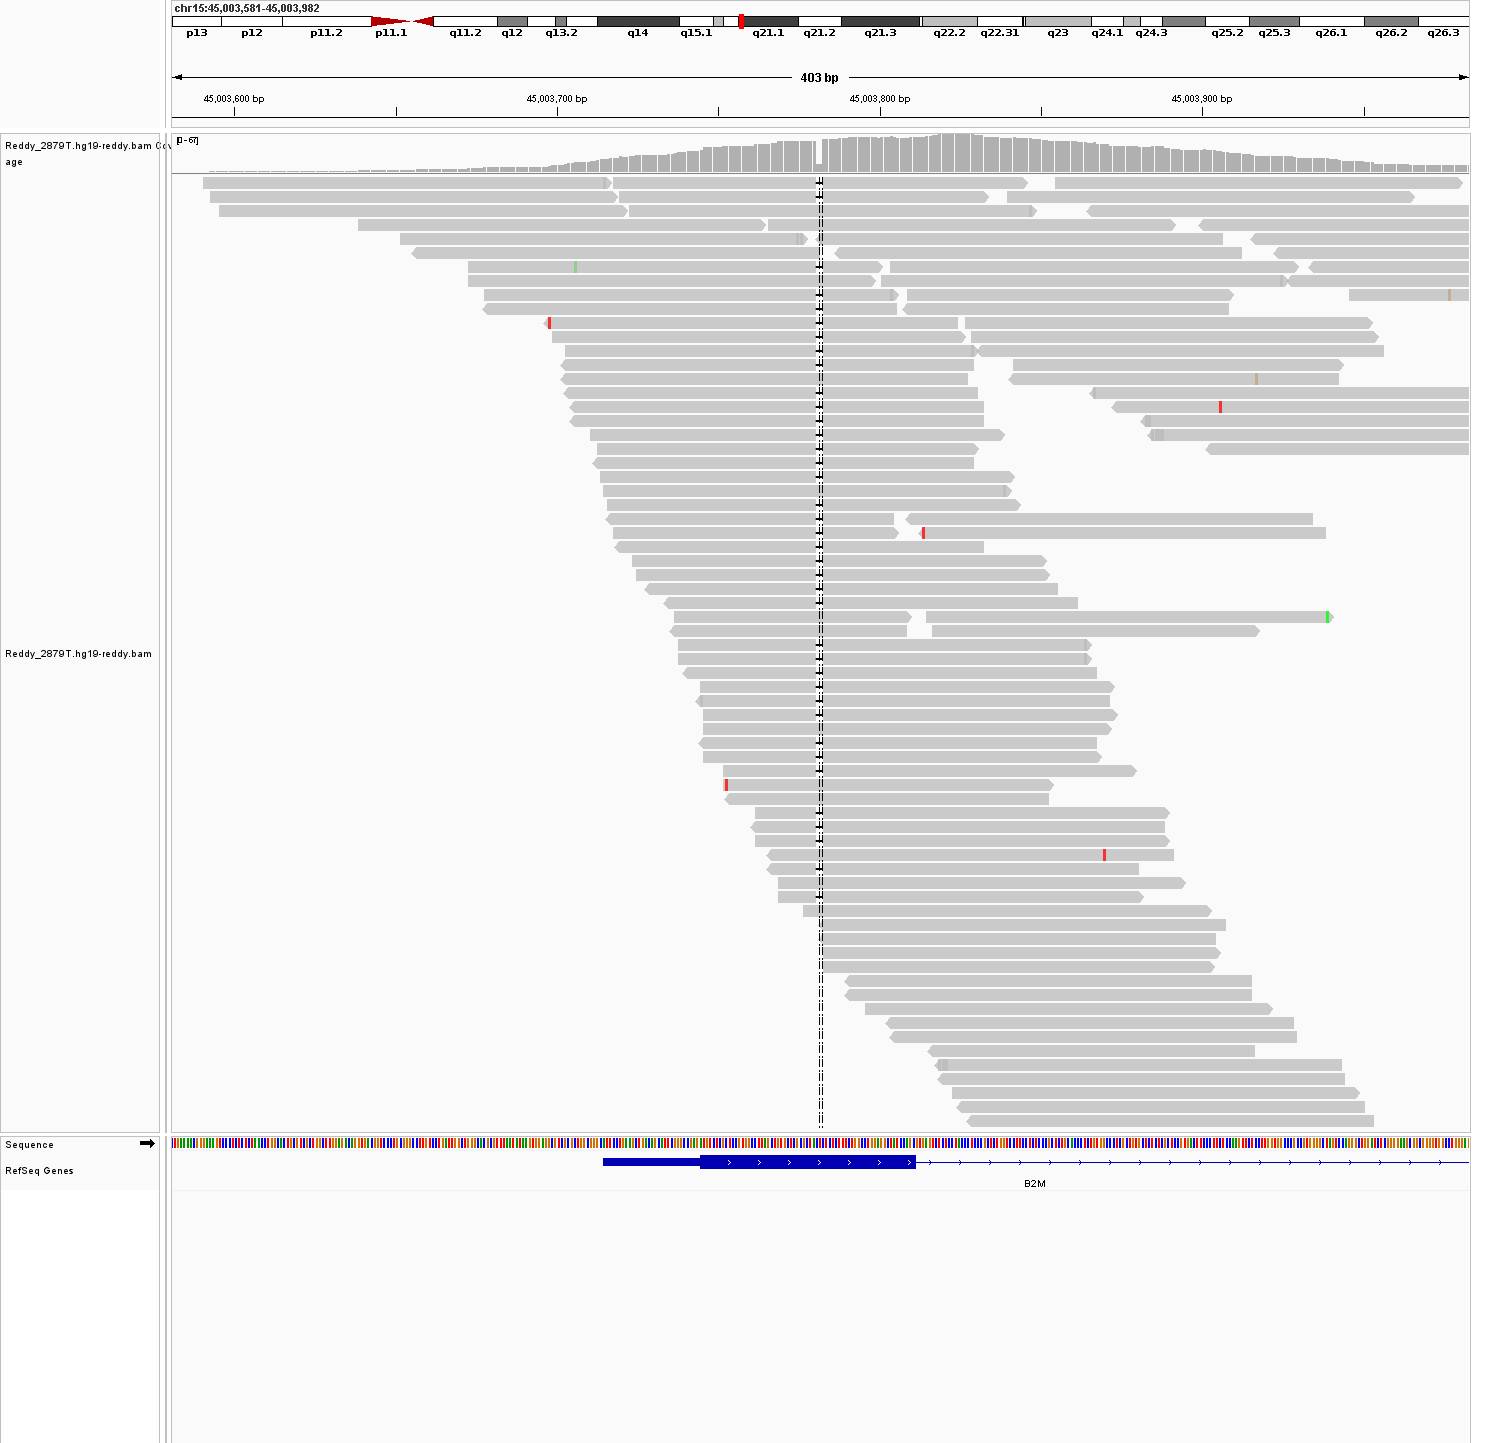 chr15:45,003,581-45,003,982
p13 p12 p11.2 p11.1 q11.2 q12 q13.2 q14 q15.1 q21.1 q21.2 q21.3 q22.2 q22.31 q23 q24.1 q24.3 q25.2 q25.3 q26.1 q26.2 q26.3
403 bp
45,003,600 bp 45,003,700 bp 45,003,800 bp 45,003,900 bp
Reddy_2879T.hg19-reddy.bam Cov
age
[0 - 67]
Reddy_2879T.hg19-reddy.bam
Sequence
RefSeq Genes
B2M